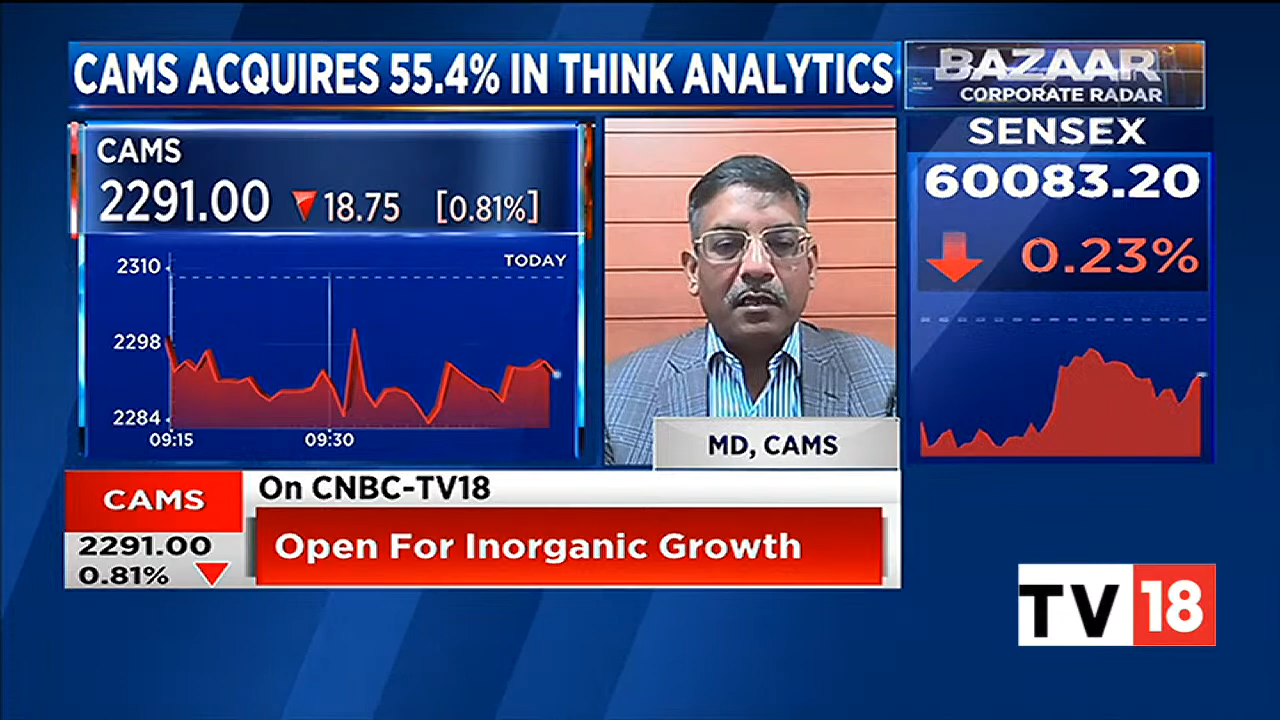 CAMS ACQUIRES 55.4% IN THINK ANALYTICS
BAZAAR
CORPORATE RADAR
CAMS
2291.00 ▼ 18.75 [0.81%]
TODAY
2310
2298
2284
09:15 09:30
MD, CAMS
SENSEX
60083.20
0.23%
CAMS
2291.00
0.81% ▼
On CNBC-TV18
Open For Inorganic Growth
TV18